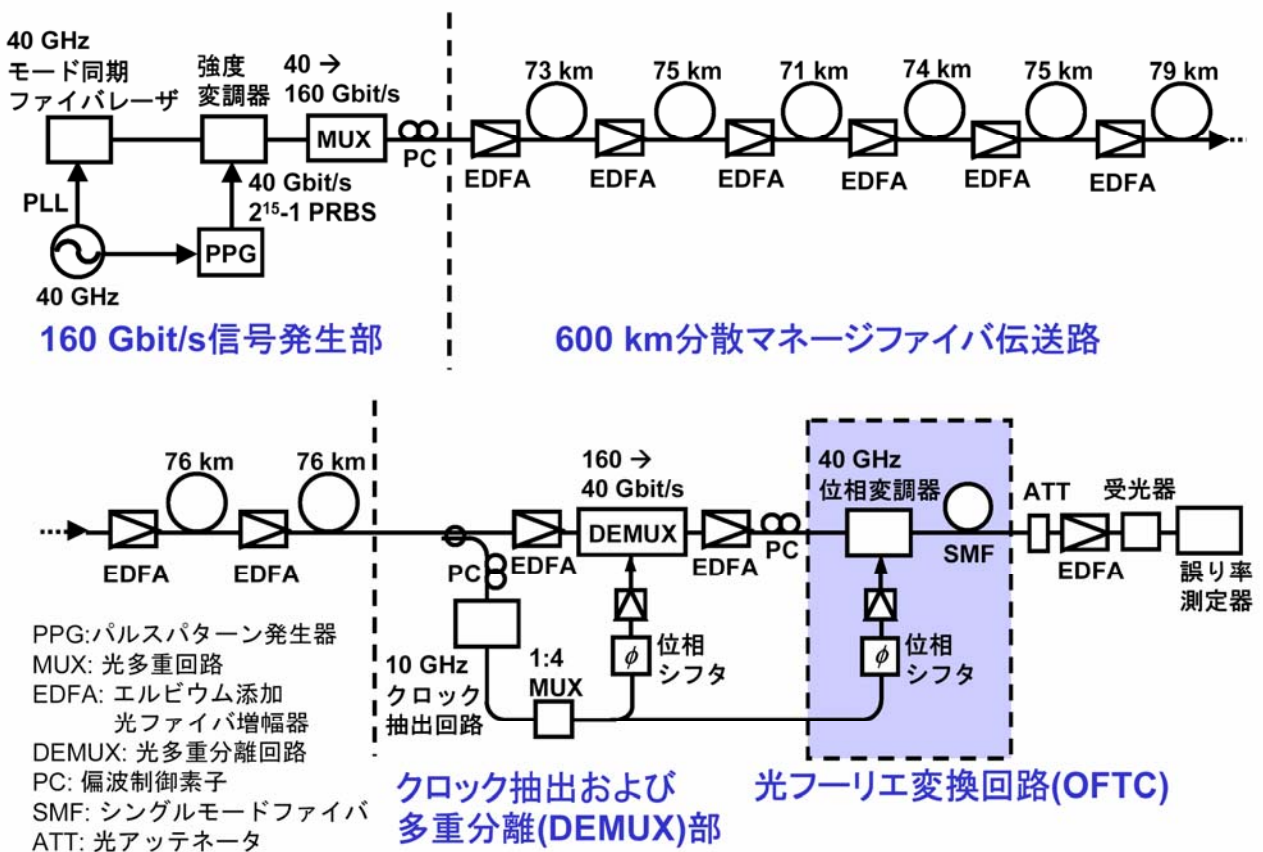 40 GHz
モード同期
ファイバレーザ
強度
変調器
40 →
160 Gbit/s
MUX
PC
PLL
40 Gbit/s
2¹⁵-1 PRBS
PPG
40 GHz
160 Gbit/s信号発生部
73 km
75 km
71 km
74 km
75 km
79 km
EDFA
EDFA
EDFA
EDFA
EDFA
EDFA
600 km分散マネージファイバ伝送路
76 km
76 km
EDFA
EDFA
PC
EDFA
160 →
40 Gbit/s
DEMUX
EDFA
PC
40 GHz
位相変調器
SMF
ATT
受光器
EDFA
誤り率
測定器
10 GHz
クロック
抽出回路
1:4
MUX
ϕ
位相
シフタ
ϕ
位相
シフタ
PPG:パルスパターン発生器
MUX: 光多重回路
EDFA: エルビウム添加
光ファイバ増幅器
DEMUX: 光多重分離回路
PC: 偏波制御素子
SMF: シングルモードファイバ
ATT: 光アッテネータ
クロック抽出および
多重分離(DEMUX)部
光フーリエ変換回路(OFTC)